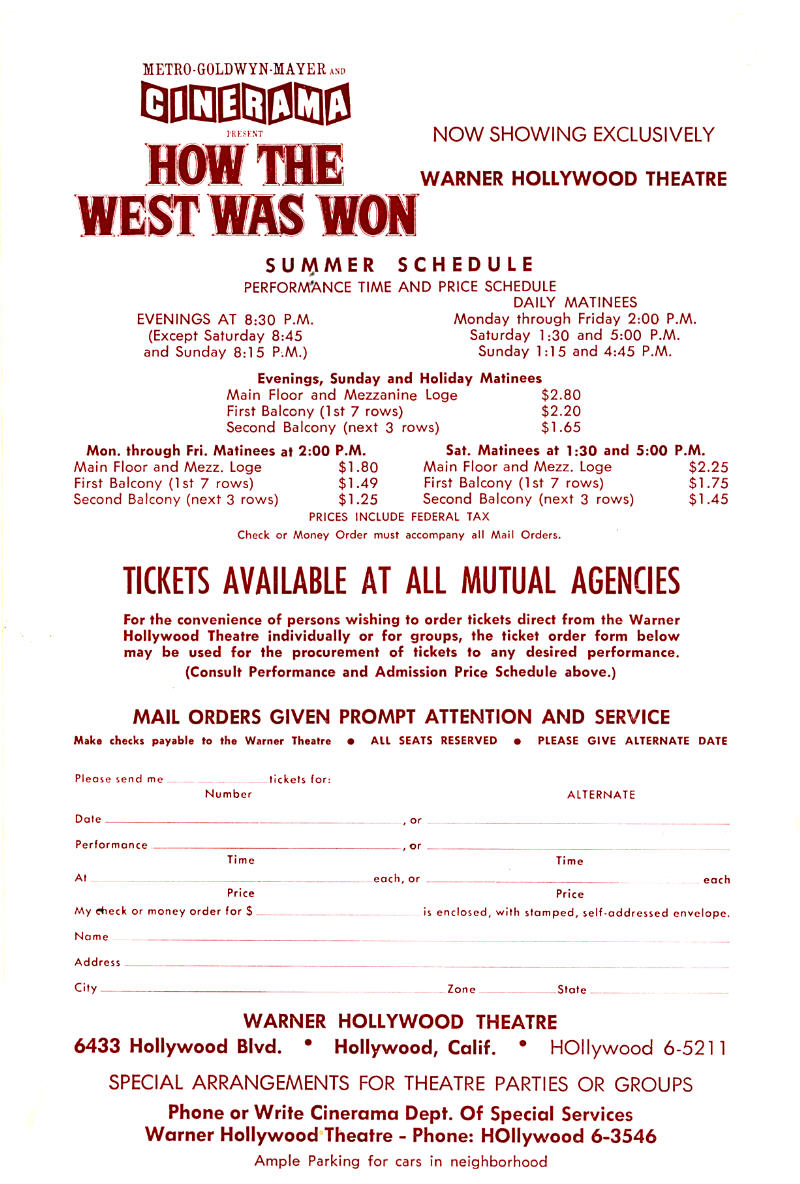 METRO-GOLDWYN-MAYER AND
CINERAMA
PRESENT
HOW THE
WEST WAS WON
NOW SHOWING EXCLUSIVELY
WARNER HOLLYWOOD THEATRE
SUMMER SCHEDULE
PERFORMANCE TIME AND PRICE SCHEDULE
EVENINGS AT 8:30 P.M.
(Except Saturday 8:45
and Sunday 8:15 P.M.)
DAILY MATINEES
Monday through Friday 2:00 P.M.
Saturday 1:30 and 5:00 P.M.
Sunday 1:15 and 4:45 P.M.
Evenings, Sunday and Holiday Matinees
Main Floor and Mezzanine Loge $2.80
First Balcony (1st 7 rows) $2.20
Second Balcony (next 3 rows) $1.65
Mon. through Fri. Matinees at 2:00 P.M.
Main Floor and Mezz. Loge $1.80
First Balcony (1st 7 rows) $1.49
Second Balcony (next 3 rows) $1.25
Sat. Matinees at 1:30 and 5:00 P.M.
Main Floor and Mezz. Loge $2.25
First Balcony (1st 7 rows) $1.75
Second Balcony (next 3 rows) $1.45
PRICES INCLUDE FEDERAL TAX
Check or Money Order must accompany all Mail Orders.
TICKETS AVAILABLE AT ALL MUTUAL AGENCIES
For the convenience of persons wishing to order tickets direct from the Warner
Hollywood Theatre individually or for groups, the ticket order form below
may be used for the procurement of tickets to any desired performance.
(Consult Performance and Admission Price Schedule above.)
MAIL ORDERS GIVEN PROMPT ATTENTION AND SERVICE
Make checks payable to the Warner Theatre • ALL SEATS RESERVED • PLEASE GIVE ALTERNATE DATE
Please send me tickets for:
Number ALTERNATE
Date , or
Performance , or
Time Time
At each, or each
Price Price
My check or money order for $ is enclosed, with stamped, self-addressed envelope.
Name
Address
City Zone State
WARNER HOLLYWOOD THEATRE
6433 Hollywood Blvd. • Hollywood, Calif. • HOllywood 6-5211
SPECIAL ARRANGEMENTS FOR THEATRE PARTIES OR GROUPS
Phone or Write Cinerama Dept. Of Special Services
Warner Hollywood Theatre - Phone: HOllywood 6-3546
Ample Parking for cars in neighborhood